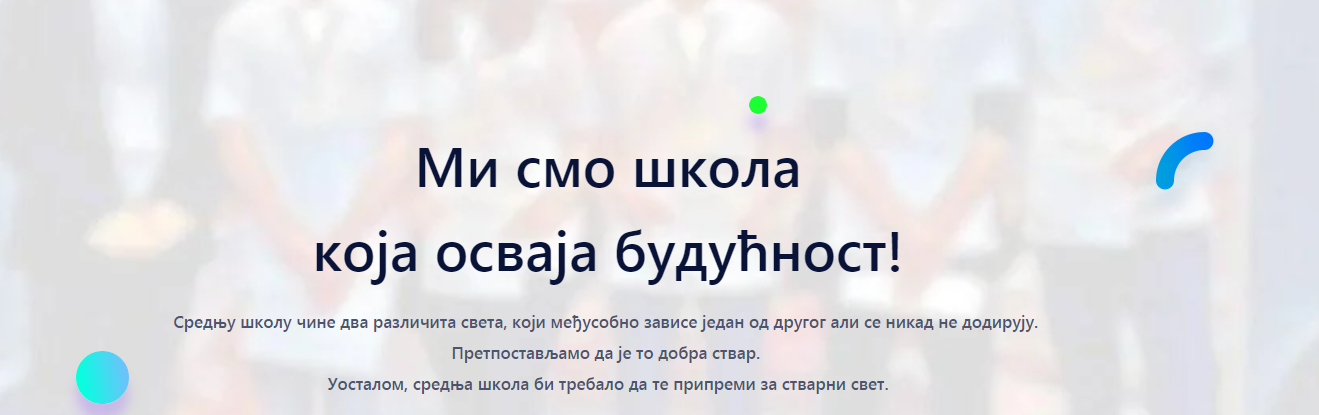 Ми смо школа
која осваја будућност!
Средњу школу чине два различита света, који међусобно зависе један од другог али се никад не додирују.
Претпостављамо да је то добра ствар.
Уосталом, средња школа би требало да те припреми за стварни свет.